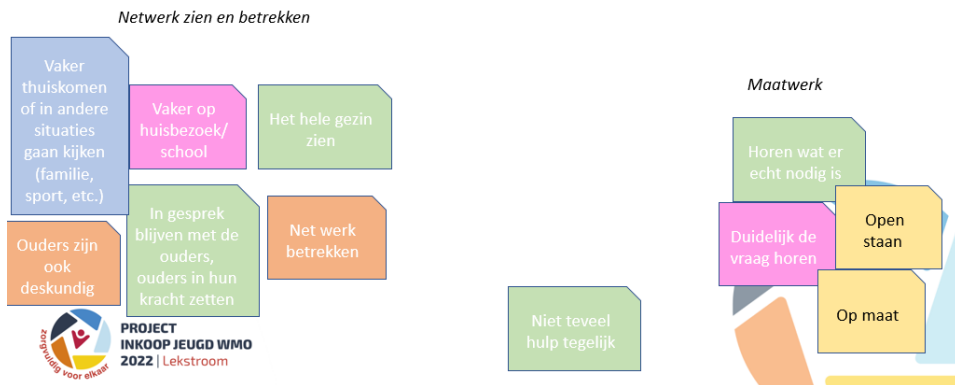 Netwerk zien en betrekken
Vaker
thuiskomen
of in andere
situaties
gaan kijken
(familie,
sport, etc.)
Vaker op
huisbezoek/
school
Het hele gezin
zien
Ouders zijn
ook
deskundig
In gesprek
blijven met de
ouders,
ouders in hun
kracht zetten
Net werk
betrekken
Niet teveel
hulp tegelijk
Maatwerk
Horen wat er
echt nodig is
Duidelijk de
vraag horen
Open
staan
Op maat
zorgvuldig voor elkaar
PROJECT
INKOOP JEUGD WMO
2022 | Lekstroom